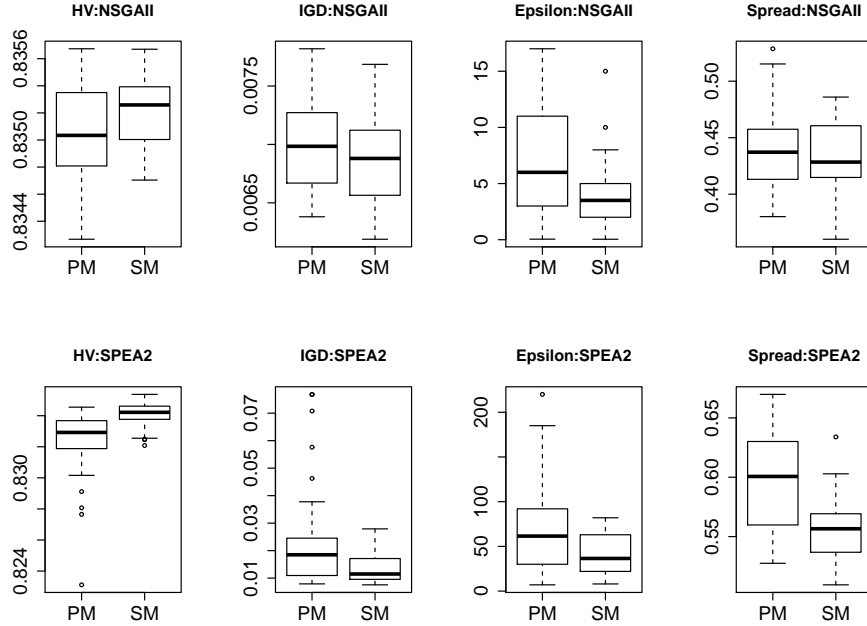 HV:NSGAII IGD:NSGAII Epsilon:NSGAII Spread:NSGAII
0.8356
0.8350
0.8344
PM SM
0.0075
0.0065
PM SM
15
10
5
0
PM SM
0.50
0.45
0.40
PM SM
HV:SPEA2 IGD:SPEA2 Epsilon:SPEA2 Spread:SPEA2
0.830
0.824
PM SM
0.07
0.05
0.03
0.01
PM SM
200
100
50
0
PM SM
0.65
0.60
0.55
PM SM